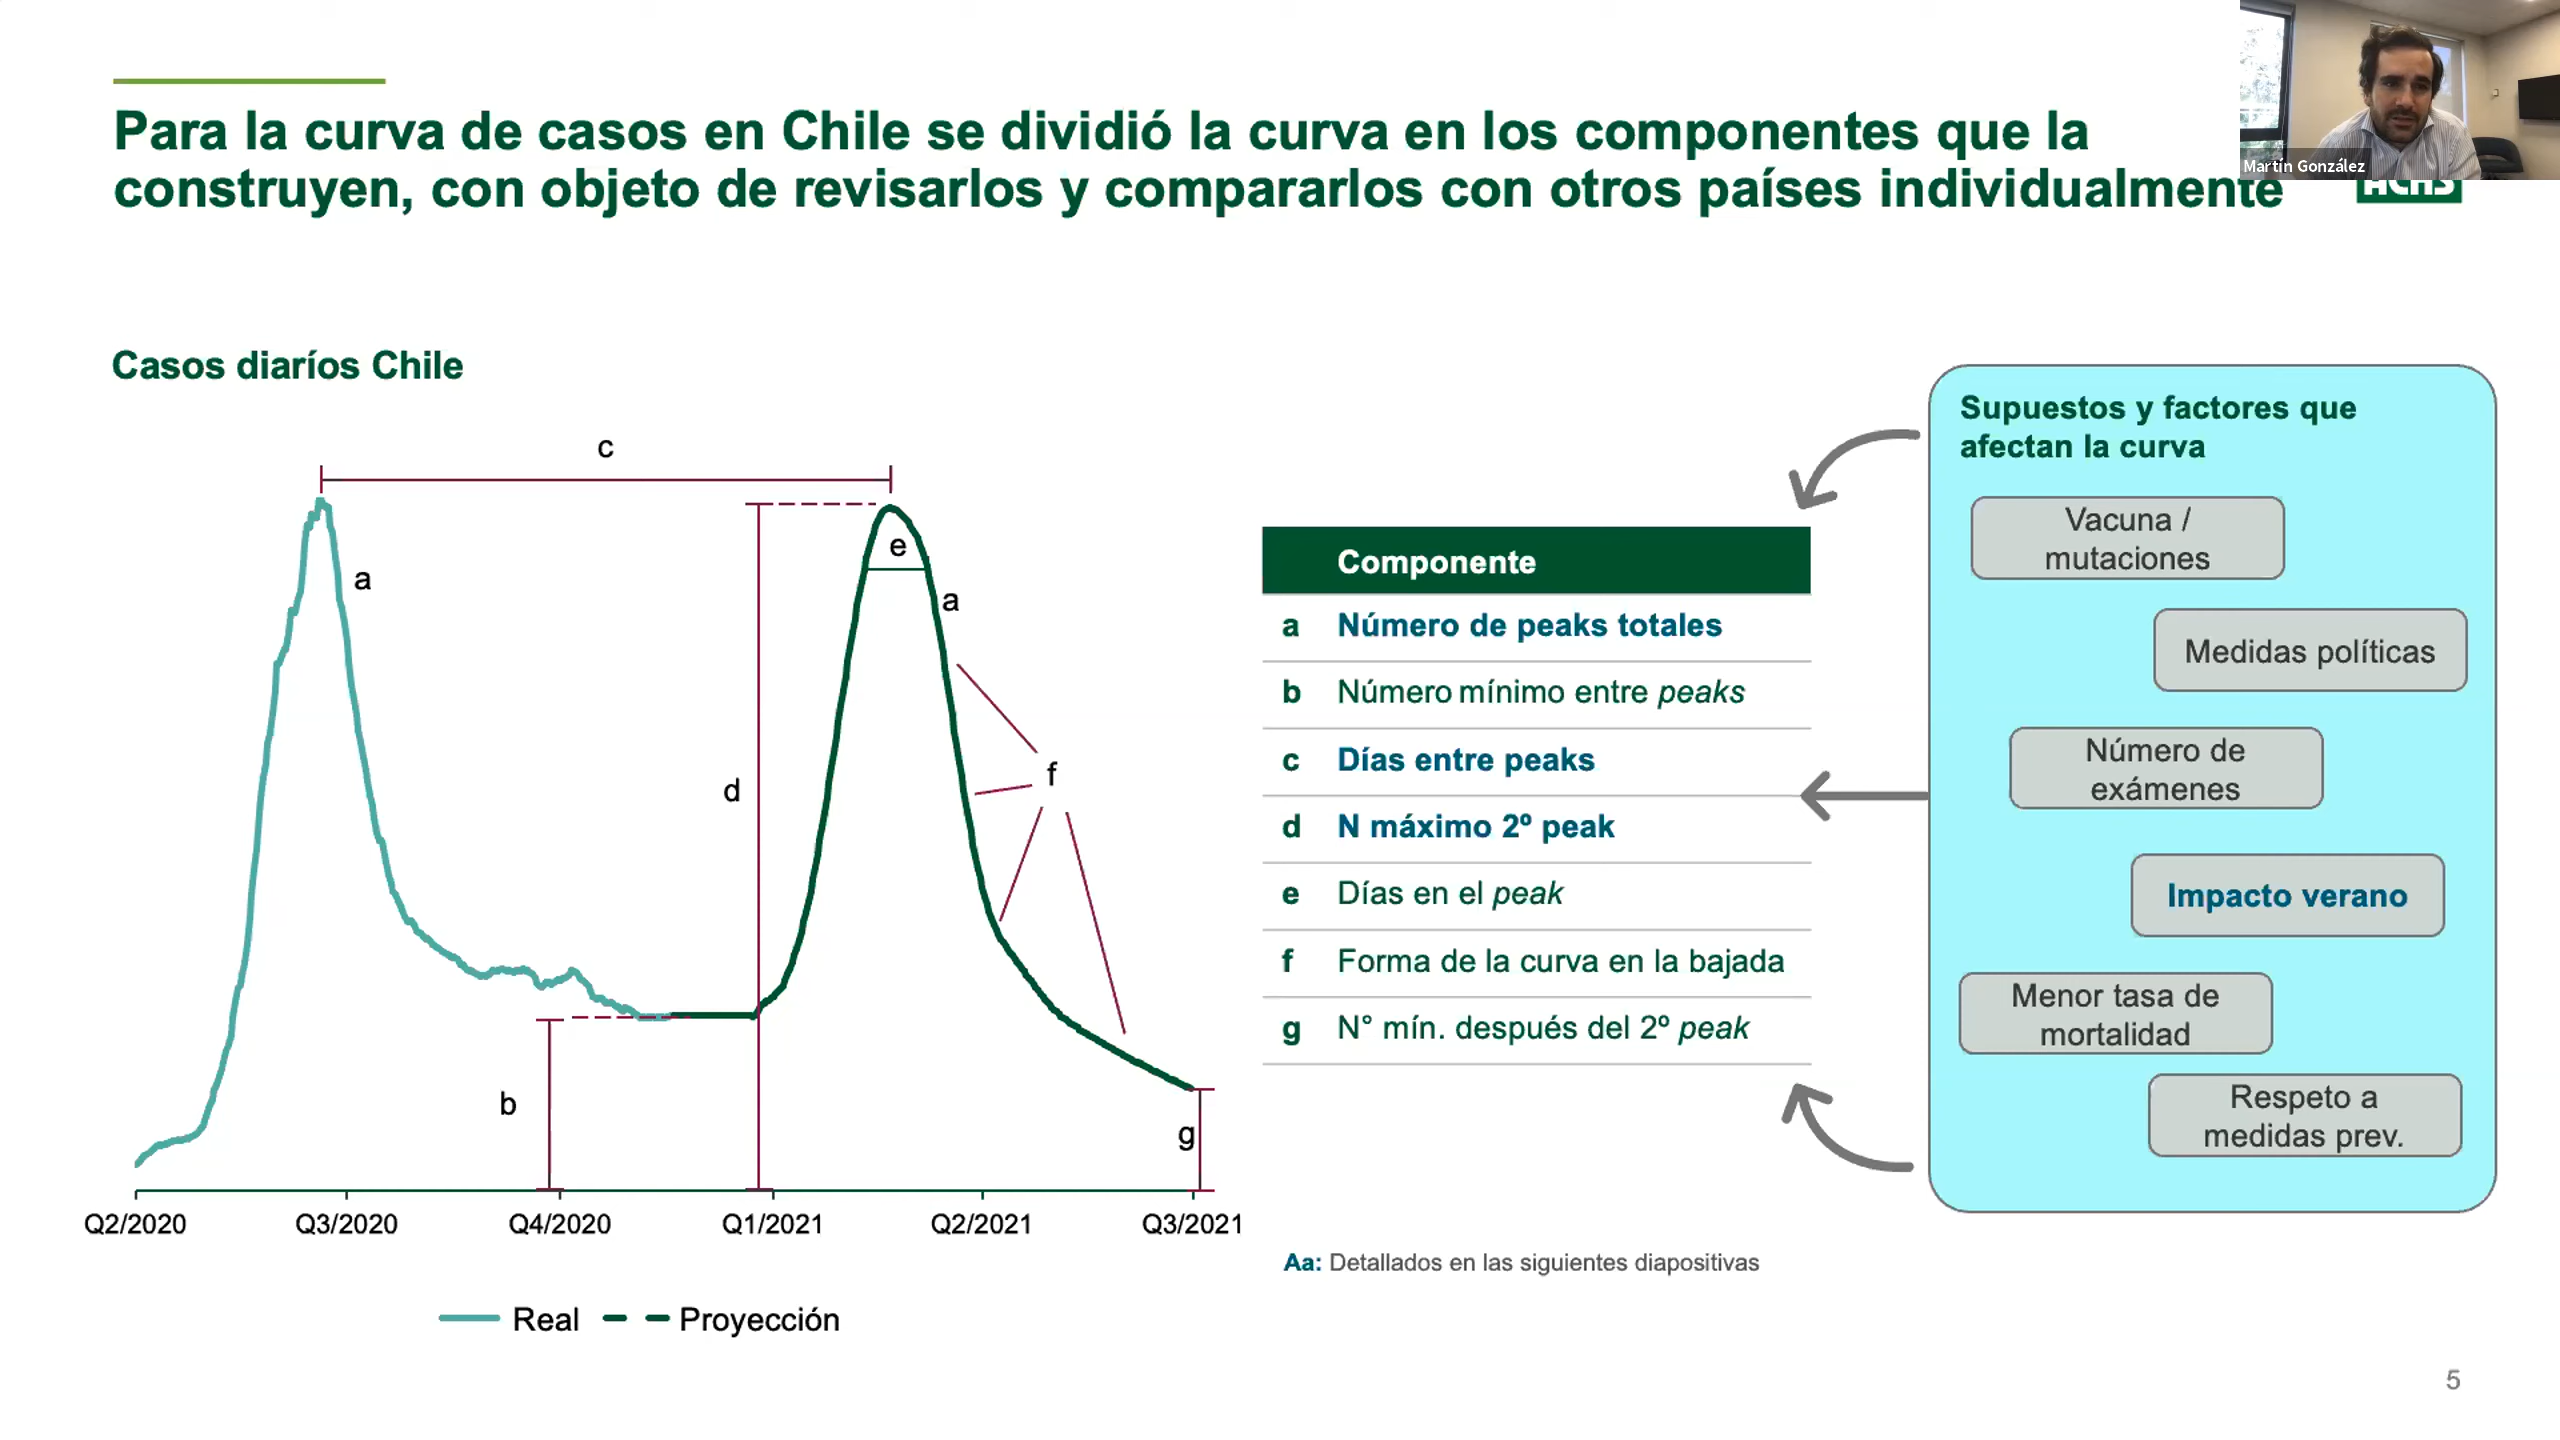 Martín González
Para la curva de casos en Chile se dividió la curva en los componentes que la
construyen, con objeto de revisarlos y compararlos con otros países individualmente
ACHS
Casos diaríos Chile
c
a
e
a
d
f
b
g
Q2/2020 Q3/2020 Q4/2020 Q1/2021 Q2/2021 Q3/2021
Real Proyección
Componente
a Número de peaks totales
b Número mínimo entre peaks
c Días entre peaks
d N máximo 2º peak
e Días en el peak
f Forma de la curva en la bajada
g N° mín. después del 2º peak
Aa: Detallados en las siguientes diapositivas
Supuestos y factores que
afectan la curva
Vacuna /
mutaciones
Medidas políticas
Número de
exámenes
Impacto verano
Menor tasa de
mortalidad
Respeto a
medidas prev.
5